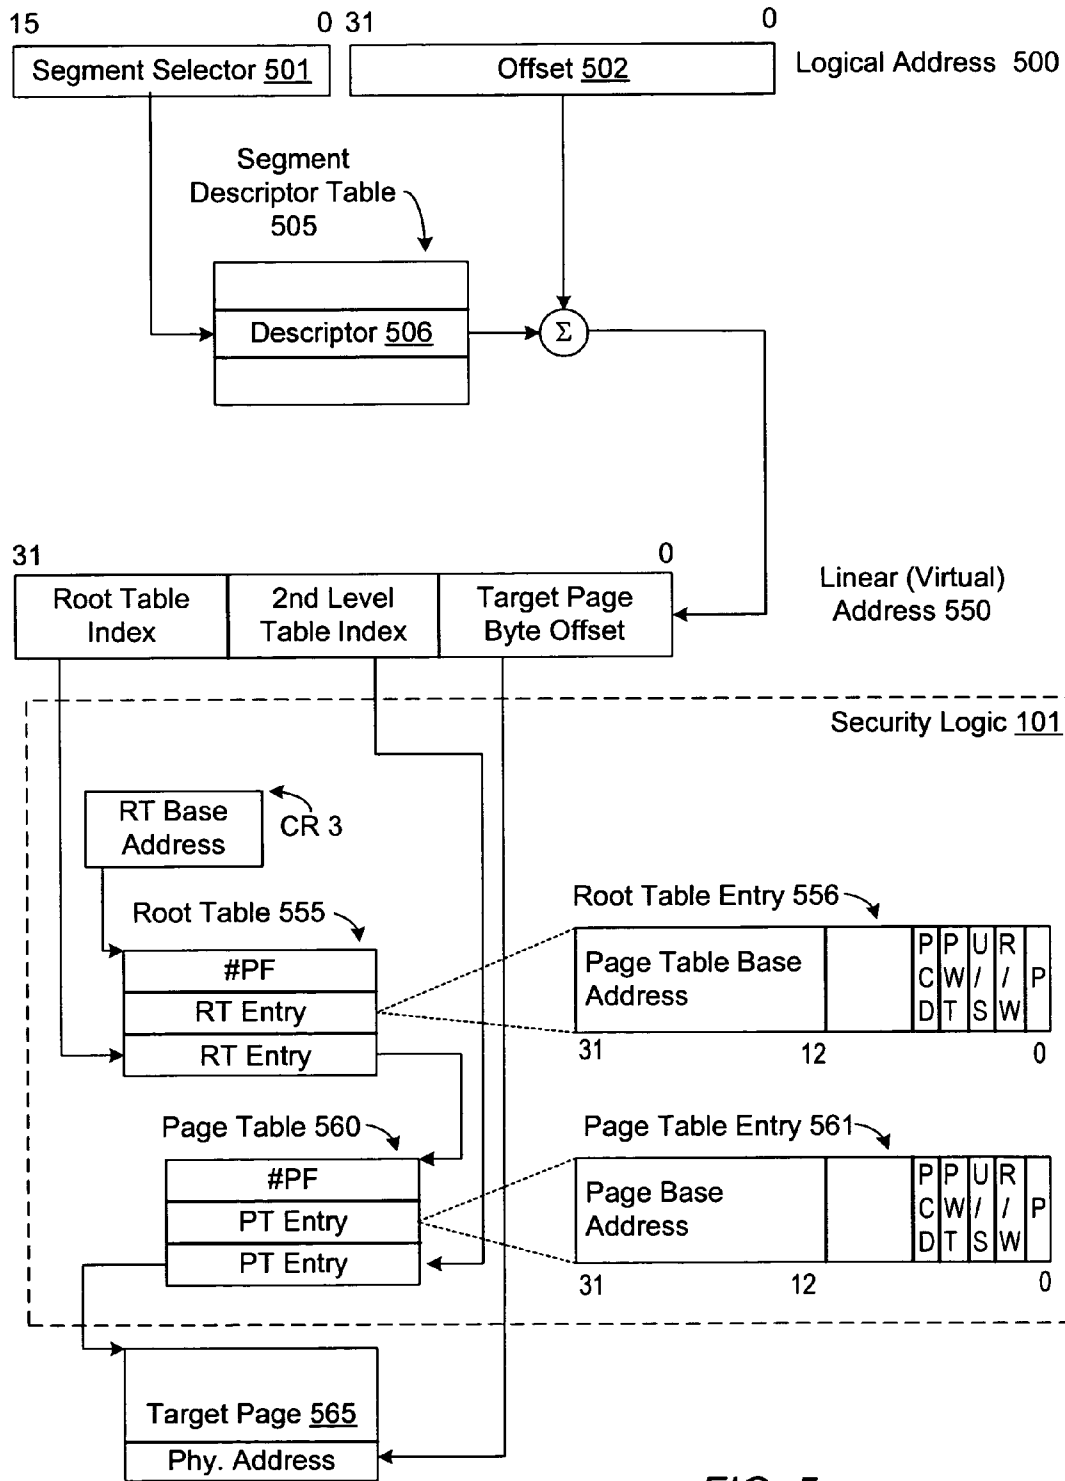 15 0 31 0
Segment Selector 501 Offset 502 Logical Address 500
Segment
Descriptor Table
505
Descriptor 506 Σ
31 0
Linear (Virtual)
Address 550
Root Table
Index
2nd Level
Table Index
Target Page
Byte Offset
Security Logic 101
RT Base
Address
CR 3
Root Table 555
Root Table Entry 556
#PF
RT Entry
RT Entry
Page Table Base
Address
PCD PWT U/S R/W P
31 12 0
Page Table 560
Page Table Entry 561
#PF
PT Entry
PT Entry
Page Base
Address
PCD PWT U/S R/W P
31 12 0
Target Page 565
Phy. Address